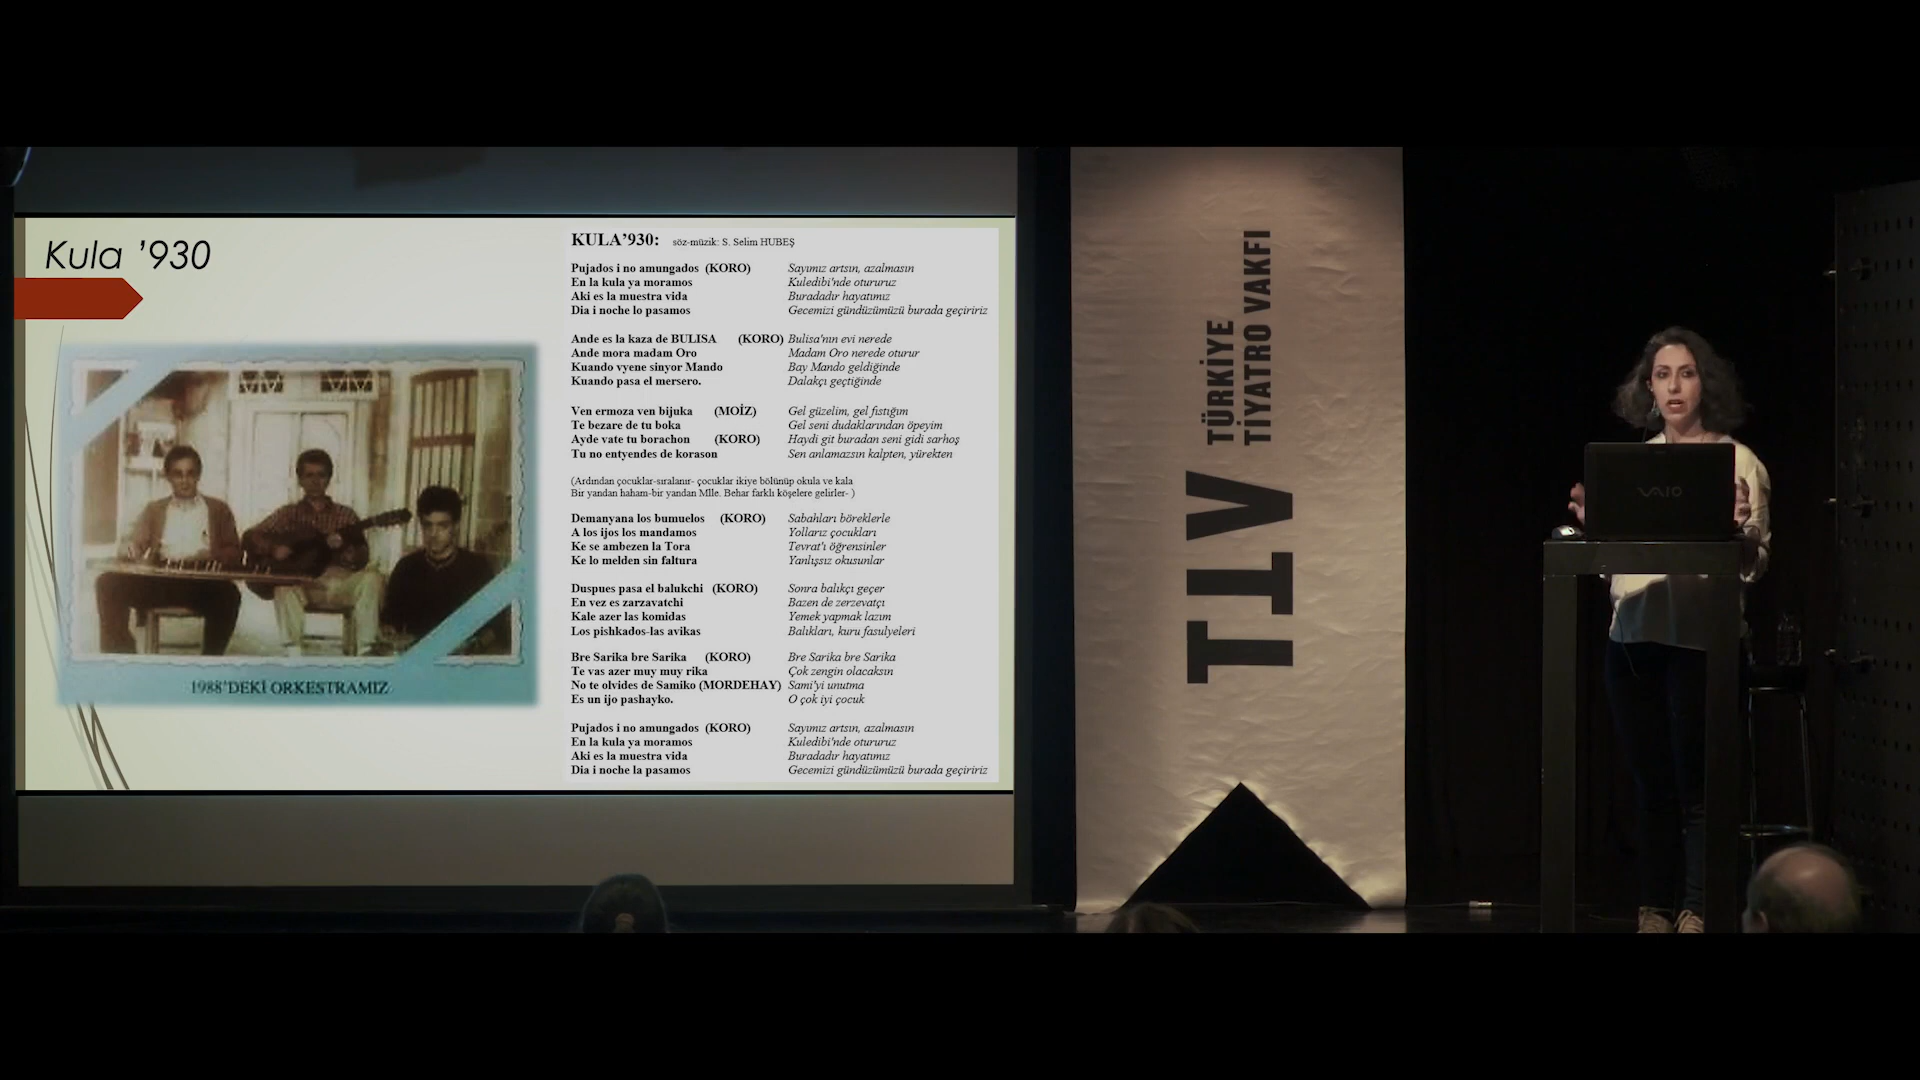 Kula ’930
1988'DEKİ ORKESTRAMIZ
KULA’930: söz-müzik: S. Selim HUBEŞ
Pujados i no amungados (KORO) Sayımız artsın, azalmasın
En la kula ya moramos Kuledibi'nde otururuz
Aki es la muestra vida Buradadır hayatımız
Dia i noche lo pasamos Gecemizi gündüzümüzü burada geçiririz
Ande es la kaza de BULISA (KORO) Bulisa'nın evi nerede
Ande mora madam Oro Madam Oro nerede oturur
Kuando vyene sinyor Mando Bay Mando geldiğinde
Kuando pasa el mersero. Dalakçı geçtiğinde
Ven ermoza ven bijuka (MOİZ) Gel güzelim, gel fıstığım
Te bezare de tu boka Gel seni dudaklarından öpeyim
Ayde vate tu borachon (KORO) Haydi git buradan seni gidi sarhoş
Tu no entyendes de korason Sen anlamazsın kalpten, yürekten
(Ardından çocuklar-sıralanır- çocuklar ikiye bölünüp okula ve kala
Bir yandan haham-bir yandan Mlle. Behar farklı köşelere gelirler- )
Demanyana los bumuelos (KORO) Sabahları böreklerle
A los ijos los mandamos Yollarız çocukları
Ke se ambezen la Tora Tevrat'ı öğrensinler
Ke lo melden sin faltura Yanlışsız okusunlar
Duspues pasa el balukchi (KORO) Sonra balıkçı geçer
En vez es zarzavatchi Bazen de zerzevatçı
Kale azer las komidas Yemek yapmak lazım
Los pishkados-las avikas Balıkları, kuru fasulyeleri
Bre Sarika bre Sarika (KORO) Bre Sarika bre Sarika
Te vas azer muy muy rika Çok zengin olacaksın
No te olvides de Samiko (MORDEHAY) Sami'yi unutma
Es un ijo pashayko. O çok iyi çocuk
Pujados i no amungados (KORO) Sayımız artsın, azalmasın
En la kula ya moramos Kuledibi'nde otururuz
Aki es la muestra vida Buradadır hayatımız
Dia i noche la pasamos Gecemizi gündüzümüzü burada geçiririz
TTV TÜRKİYE
TİYATRO VAKFI
VAIO